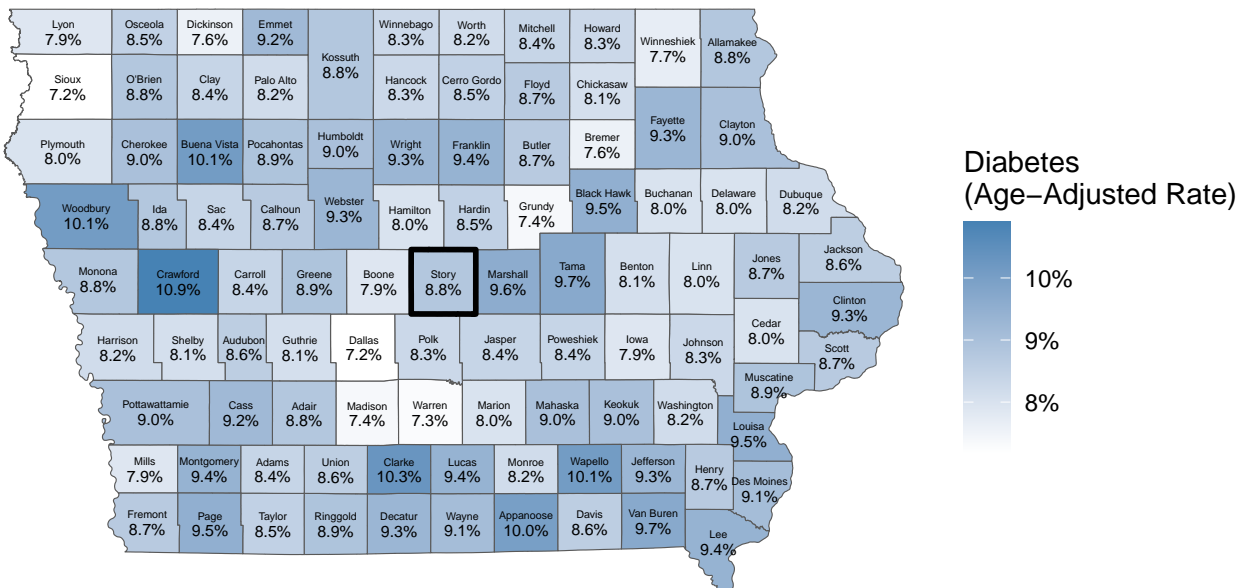 Lyon
7.9%
Osceola
8.5%
Dickinson
7.6%
Emmet
9.2%
Kossuth
8.8%
Winnebago
8.3%
Worth
8.2%
Mitchell
8.4%
Howard
8.3%
Winneshiek
7.7%
Allamakee
8.8%
Sioux
7.2%
O'Brien
8.8%
Clay
8.4%
Palo Alto
8.2%
Hancock
8.3%
Cerro Gordo
8.5%
Floyd
8.7%
Chickasaw
8.1%
Fayette
9.3%
Clayton
9.0%
Plymouth
8.0%
Cherokee
9.0%
Buena Vista
10.1%
Pocahontas
8.9%
Humboldt
9.0%
Wright
9.3%
Franklin
9.4%
Butler
8.7%
Bremer
7.6%
Woodbury
10.1%
Ida
8.8%
Sac
8.4%
Calhoun
8.7%
Webster
9.3%
Hamilton
8.0%
Hardin
8.5%
Grundy
7.4%
Black Hawk
9.5%
Buchanan
8.0%
Delaware
8.0%
Dubuque
8.2%
Monona
8.8%
Crawford
10.9%
Carroll
8.4%
Greene
8.9%
Boone
7.9%
Story
8.8%
Marshall
9.6%
Tama
9.7%
Benton
8.1%
Linn
8.0%
Jones
8.7%
Jackson
8.6%
Clinton
9.3%
Harrison
8.2%
Shelby
8.1%
Audubon
8.6%
Guthrie
8.1%
Dallas
7.2%
Polk
8.3%
Jasper
8.4%
Poweshiek
8.4%
Iowa
7.9%
Johnson
8.3%
Cedar
8.0%
Scott
8.7%
Muscatine
8.9%
Pottawattamie
9.0%
Cass
9.2%
Adair
8.8%
Madison
7.4%
Warren
7.3%
Marion
8.0%
Mahaska
9.0%
Keokuk
9.0%
Washington
8.2%
Louisa
9.5%
Mills
7.9%
Montgomery
9.4%
Adams
8.4%
Union
8.6%
Clarke
10.3%
Lucas
9.4%
Monroe
8.2%
Wapello
10.1%
Jefferson
9.3%
Henry
8.7%
Des Moines
9.1%
Fremont
8.7%
Page
9.5%
Taylor
8.5%
Ringgold
8.9%
Decatur
9.3%
Wayne
9.1%
Appanoose
10.0%
Davis
8.6%
Van Buren
9.7%
Lee
9.4%
Diabetes
(Age−Adjusted Rate)
10%
9%
8%